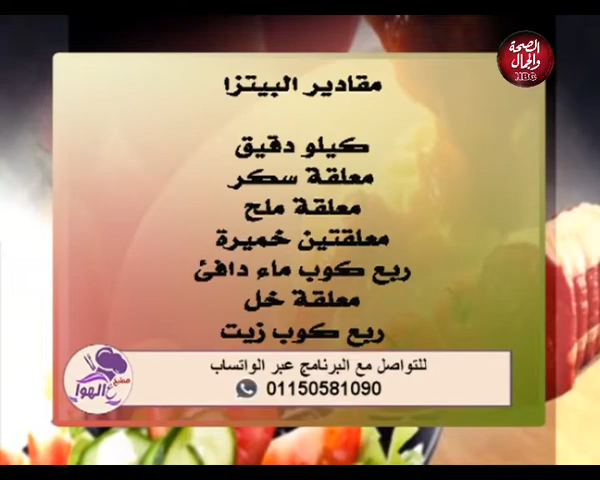 الصحة
والجمال
HBC
مقادير البيتزا
كيلو دقيق
معلقة سكر
معلقة ملح
معلقتين خميرة
ربع كوب ماء دافئ
معلقة خل
ربع كوب زيت
للتواصل مع البرنامج عبر الواتساب
01150581090
مطبخ
ع الهوا